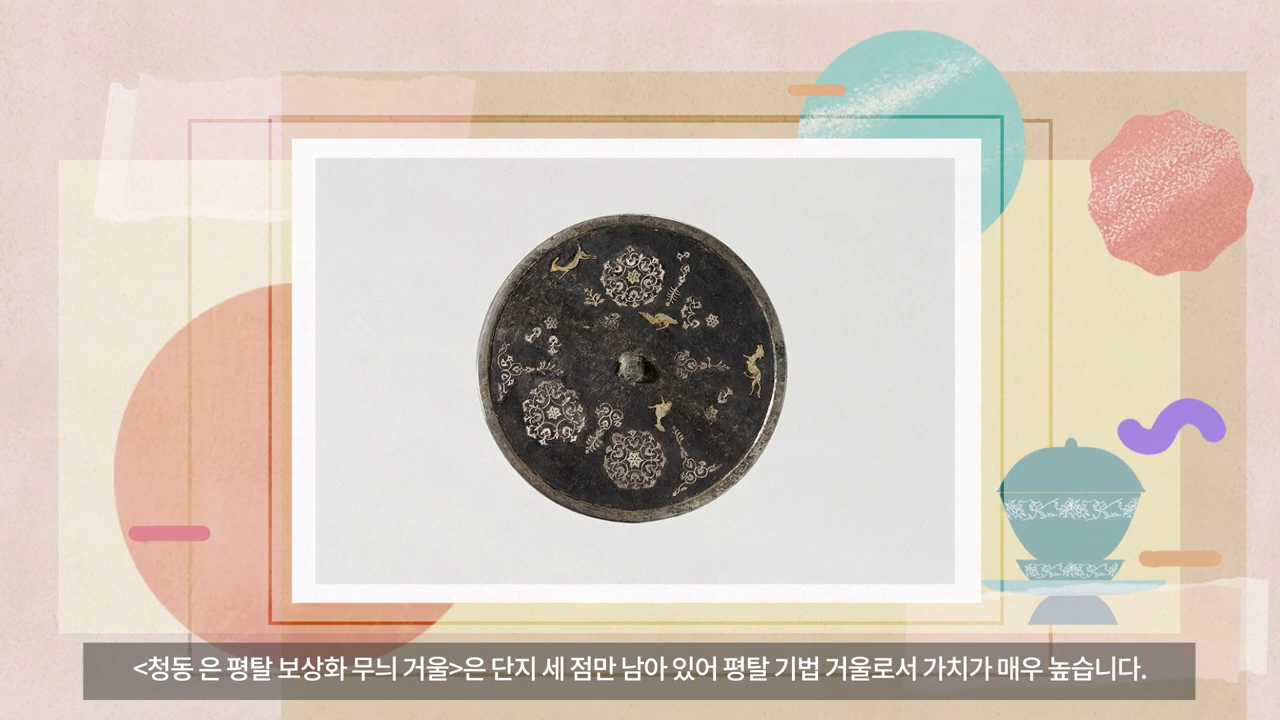 <청동 은 평탈 보상화 무늬 거울>은 단지 세 점만 남아 있어 평탈 기법 거울로서 가치가 매우 높습니다.